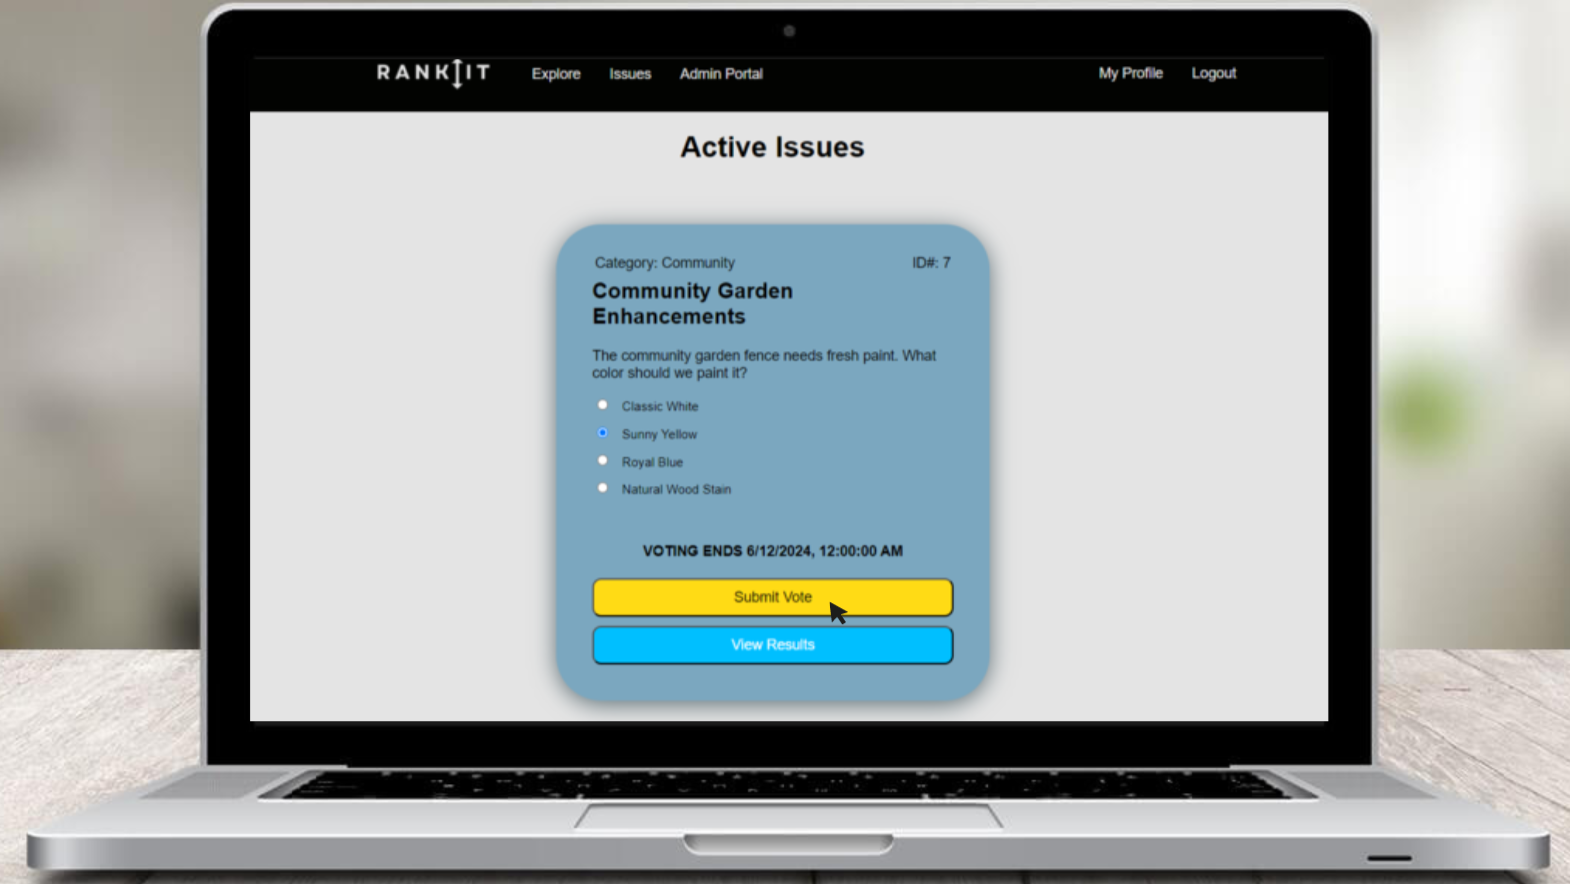 RANKIT Explore Issues Admin Portal My Profile Logout
Active Issues
Category: Community ID#: 7
Community Garden
Enhancements
The community garden fence needs fresh paint. What
color should we paint it?
Classic White
Sunny Yellow
Royal Blue
Natural Wood Stain
VOTING ENDS 6/12/2024, 12:00:00 AM
Submit Vote
View Results